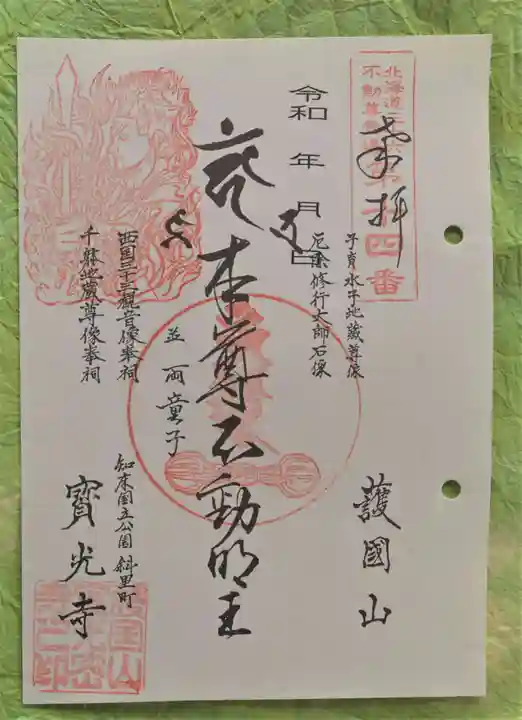 奉拝
北海道三十六
不動尊霊場
第四番
令和 年 月 日
子育水子地蔵尊像
厄除修行大師石像
本尊不動明王
並 両童子
西国三十三観音像奉祠
千躰地蔵尊像奉祠
護國山
知床国立公園 斜里町
寳光寺